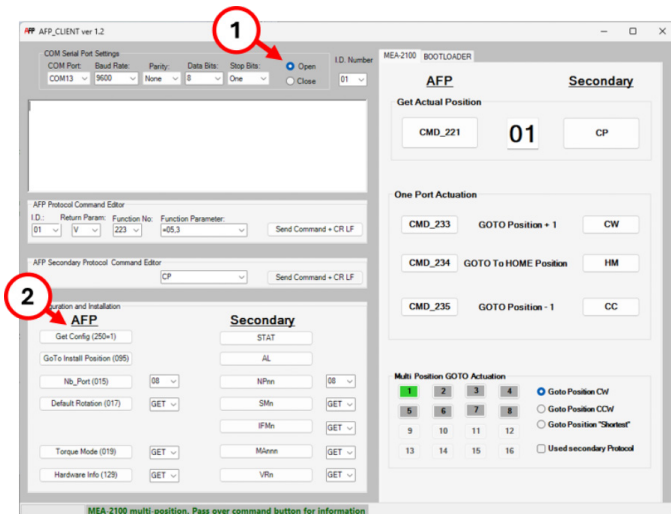 AFP AFP_CLIENT ver 1.2
1
COM Serial Port Settings
COM Port: Baud Rate: Parity: Data Bits: Stop Bits:
COM13 9600 None 8 One
Open
Close
I.D. Number
01
AFP Protocol Command Editor
I.D.: Return Param: Function No: Function Parameter:
01 V 223 =05,3 Send Command + CR LF
AFP Secondary Protocol Command Editor
CP Send Command + CR LF
2
uration and Installation
AFP Secondary
Get Config (250=1) STAT
GoTo Install Position (095) AL
Nb_Port (015) 08 NPnn 08
Default Rotation (017) GET SMn GET
IFMn GET
Torque Mode (019) GET MAnnn GET
Hardware Info (129) GET VRn GET
MEA-2100 multi-position. Pass over command button for information
MEA-2100 BOOTLOADER
AFP Secondary
Get Actual Position
CMD_221 01 CP
One Port Actuation
CMD_233 GOTO Position + 1 CW
CMD_234 GOTO To HOME Position HM
CMD_235 GOTO Position - 1 CC
Multi Position GOTO Actuation
1 2 3 4 Goto Position CW
5 6 7 8 Goto Position CCW
9 10 11 12 Goto Position "Shortest"
13 14 15 16 Used secondary Protocol